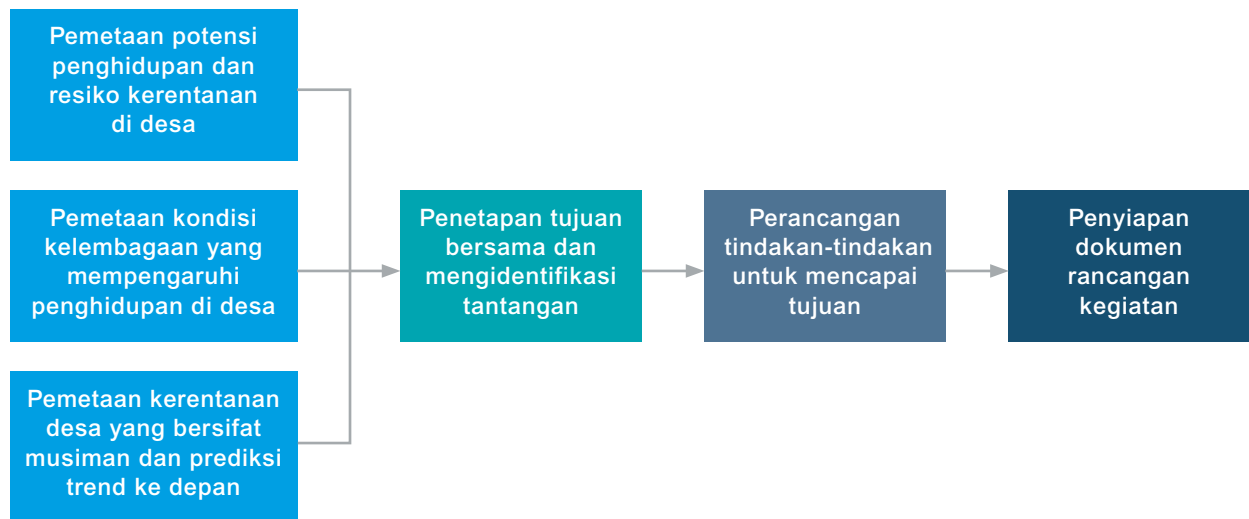 Pemetaan potensi
penghidupan dan
resiko kerentanan
di desa
Pemetaan kondisi
kelembagaan yang
mempengaruhi
penghidupan di desa
Pemetaan kerentanan
desa yang bersifat
musiman dan prediksi
trend ke depan
Penetapan tujuan
bersama dan
mengidentifikasi
tantangan
Perancangan
tindakan-tindakan
untuk mencapai
tujuan
Penyiapan
dokumen
rancangan
kegiatan